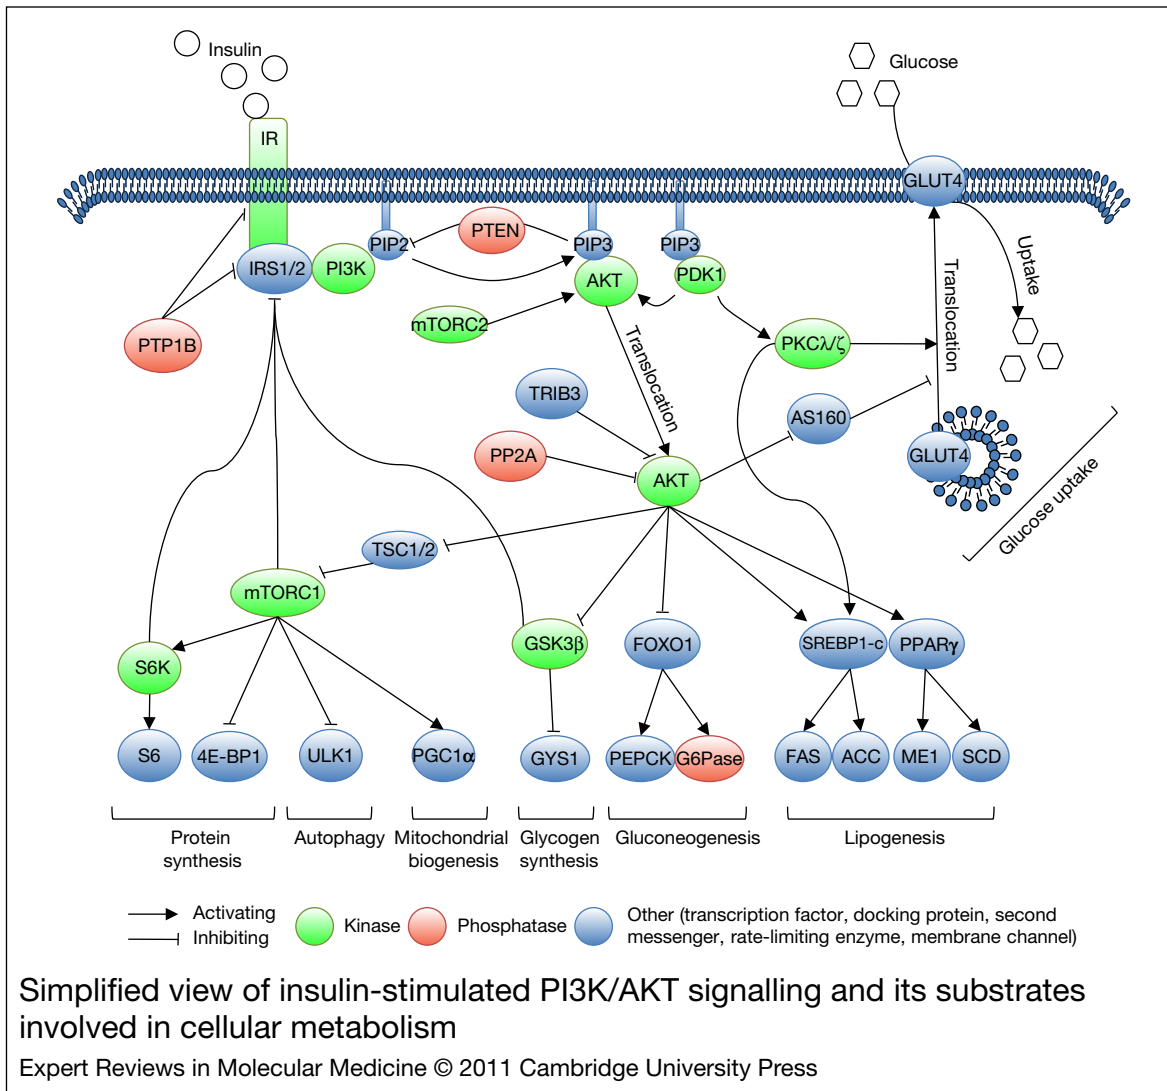 Insulin
Glucose
IR
GLUT4
PTEN
PIP2
PIP3
PIP3
IRS1/2
PI3K
AKT
PDK1
Uptake
Translocation
mTORC2
PTP1B
PKCλ/ζ
Translocation
TRIB3
AS160
PP2A
AKT
GLUT4
Glucose uptake
TSC1/2
mTORC1
GSK3β
FOXO1
SREBP1-c
PPARγ
S6K
S6
4E-BP1
ULK1
PGC1α
GYS1
PEPCK
G6Pase
FAS
ACC
ME1
SCD
Protein
synthesis
Autophagy
Mitochondrial
biogenesis
Glycogen
synthesis
Gluconeogenesis
Lipogenesis
Activating
Inhibiting
Kinase
Phosphatase
Other (transcription factor, docking protein, second
messenger, rate-limiting enzyme, membrane channel)
Simplified view of insulin-stimulated PI3K/AKT signalling and its substrates
involved in cellular metabolism
Expert Reviews in Molecular Medicine © 2011 Cambridge University Press